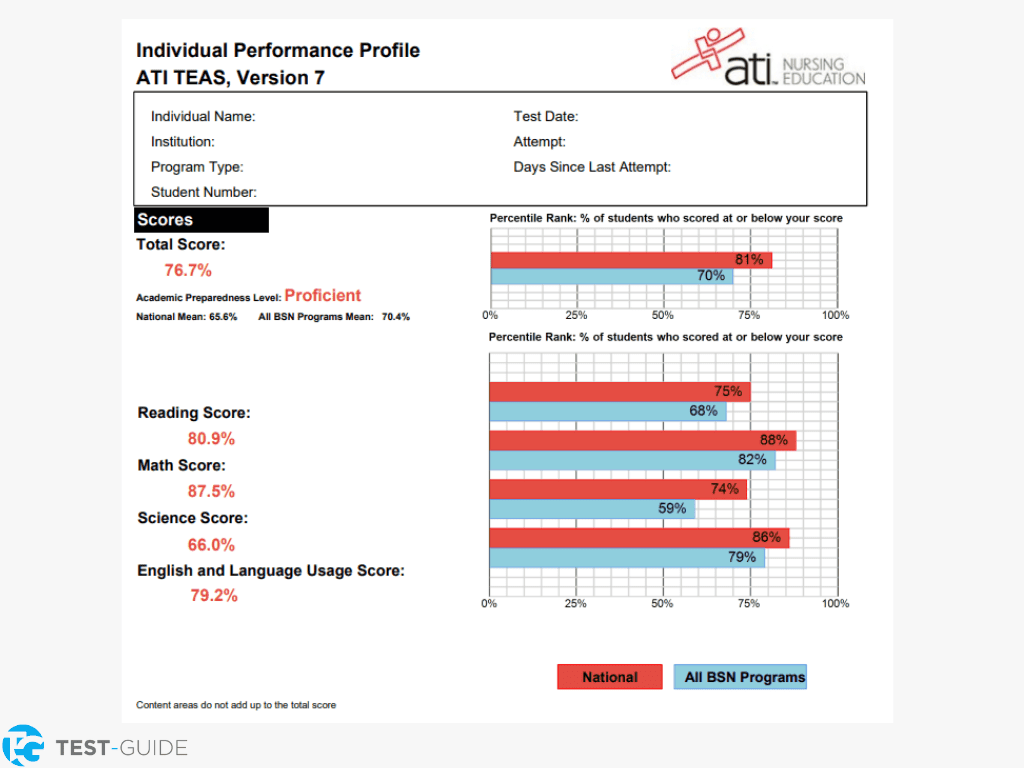 Individual Performance Profile
ATI TEAS, Version 7
ati NURSING EDUCATION
Individual Name:
Test Date:
Institution:
Attempt:
Program Type:
Days Since Last Attempt:
Student Number:
Scores
Total Score:
76.7%
Academic Preparedness Level: Proficient
National Mean: 65.6% All BSN Programs Mean: 70.4%
Percentile Rank: % of students who scored at or below your score
81%
70%
0% 25% 50% 75% 100%
Percentile Rank: % of students who scored at or below your score
75%
68%
88%
82%
74%
59%
86%
79%
0% 25% 50% 75% 100%
Reading Score:
80.9%
Math Score:
87.5%
Science Score:
66.0%
English and Language Usage Score:
79.2%
National
All BSN Programs
Content areas do not add up to the total score
TEST-GUIDE